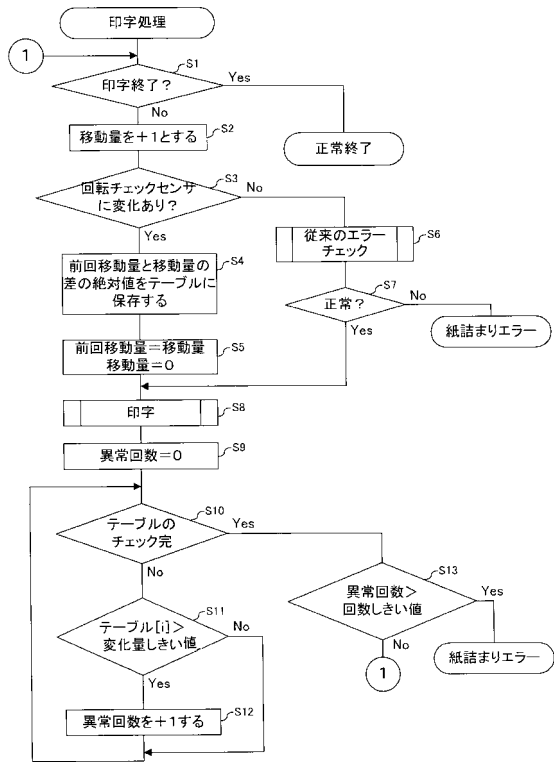 印字処理
1
S1
印字終了?
Yes
No
S2
移動量を+1とする
正常終了
S3
回転チェックセンサ
に変化あり?
No
Yes
S4
前回移動量と移動量の
差の絶対値をテーブルに
保存する
S6
従来のエラー
チェック
S7
正常?
No
Yes
紙詰まりエラー
S5
前回移動量=移動量
移動量=0
S8
印字
S9
異常回数=0
S10
テーブルの
チェック完
Yes
No
S11
テーブル[i]>
変化量しきい値
No
Yes
S12
異常回数を+1する
S13
異常回数>
回数しきい値
Yes
No
1
紙詰まりエラー